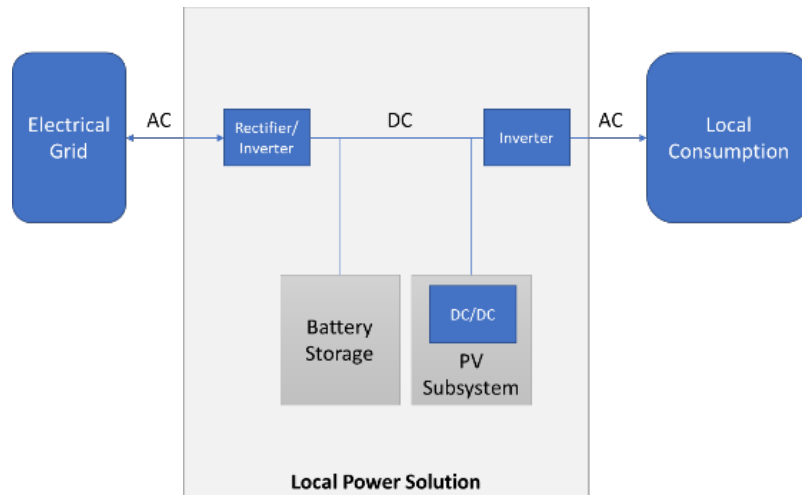 Electrical
Grid
AC
Rectifier/
Inverter
DC
Inverter
AC
Local
Consumption
Battery
Storage
DC/DC
PV
Subsystem
Local Power Solution